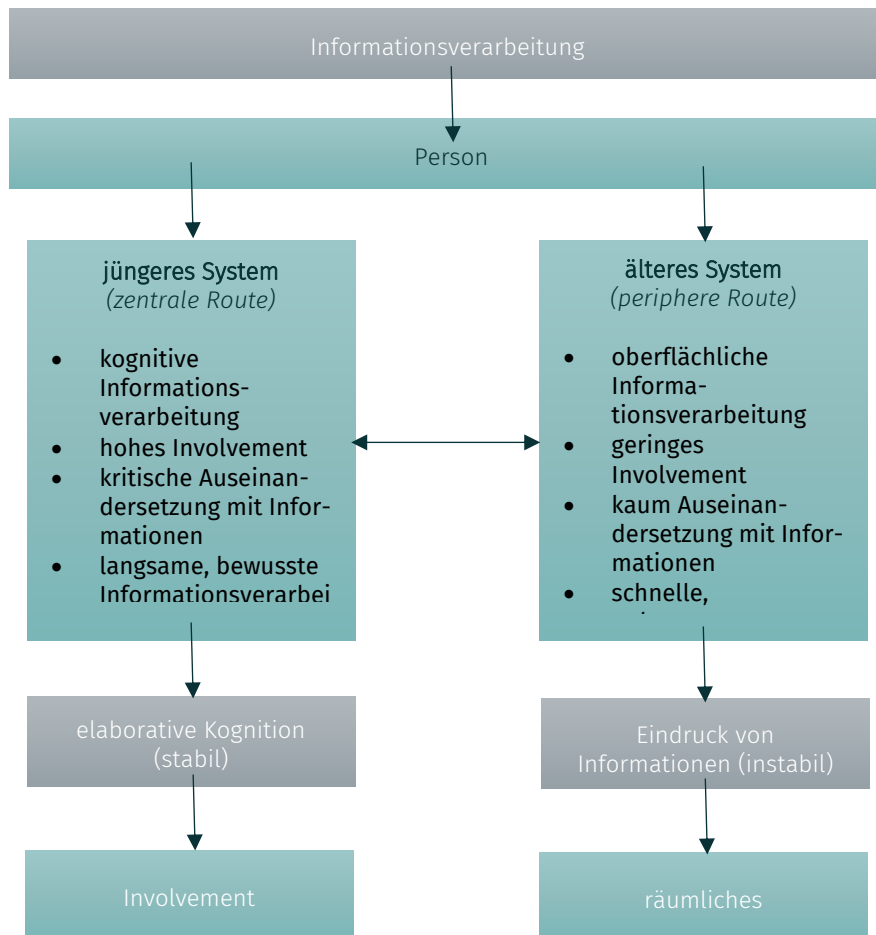 Informationsverarbeitung
Person
jüngeres System
(zentrale Route)
• kognitive
Informations-
verarbeitung
• hohes Involvement
• kritische Auseinan-
dersetzung mit Infor-
mationen
• langsame, bewusste
Informationsverarbei
älteres System
(periphere Route)
• oberflächliche
Informa-
tionsverarbeitung
• geringes
Involvement
• kaum Auseinan-
dersetzung mit Infor-
mationen
• schnelle,
elaborative Kognition
(stabil)
Eindruck von
Informationen (instabil)
Involvement
räumliches